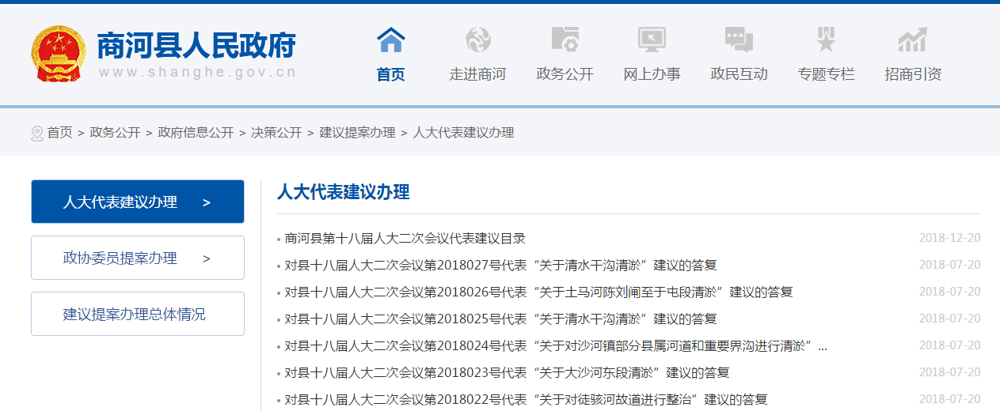 商河县人民政府
www.shanghe.gov.cn
首页 走进商河 政务公开 网上办事 政民互动 专题专栏 招商引资
首页 > 政务公开 > 政府信息公开 > 决策公开 > 建议提案办理 > 人大代表建议办理
人大代表建议办理 >
政协委员提案办理 >
建议提案办理总体情况
人大代表建议办理
商河县第十八届人大二次会议代表建议目录 2018-12-20
对县十八届人大二次会议第2018027号代表“关于清水干沟清淤”建议的答复 2018-07-20
对县十八届人大二次会议第2018026号代表“关于土马河陈刘闸至于屯段清淤”建议的答复 2018-07-20
对县十八届人大二次会议第2018025号代表“关于清水干沟清淤”建议的答复 2018-07-20
对县十八届人大二次会议第2018024号代表“关于对沙河镇部分县属河道和重要界沟进行清淤”... 2018-07-20
对县十八届人大二次会议第2018023号代表“关于大沙河东段清淤”建议的答复 2018-07-20
对县十八届人大二次会议第2018022号代表“关于对徒骇河故道进行整治”建议的答复 2018-07-20